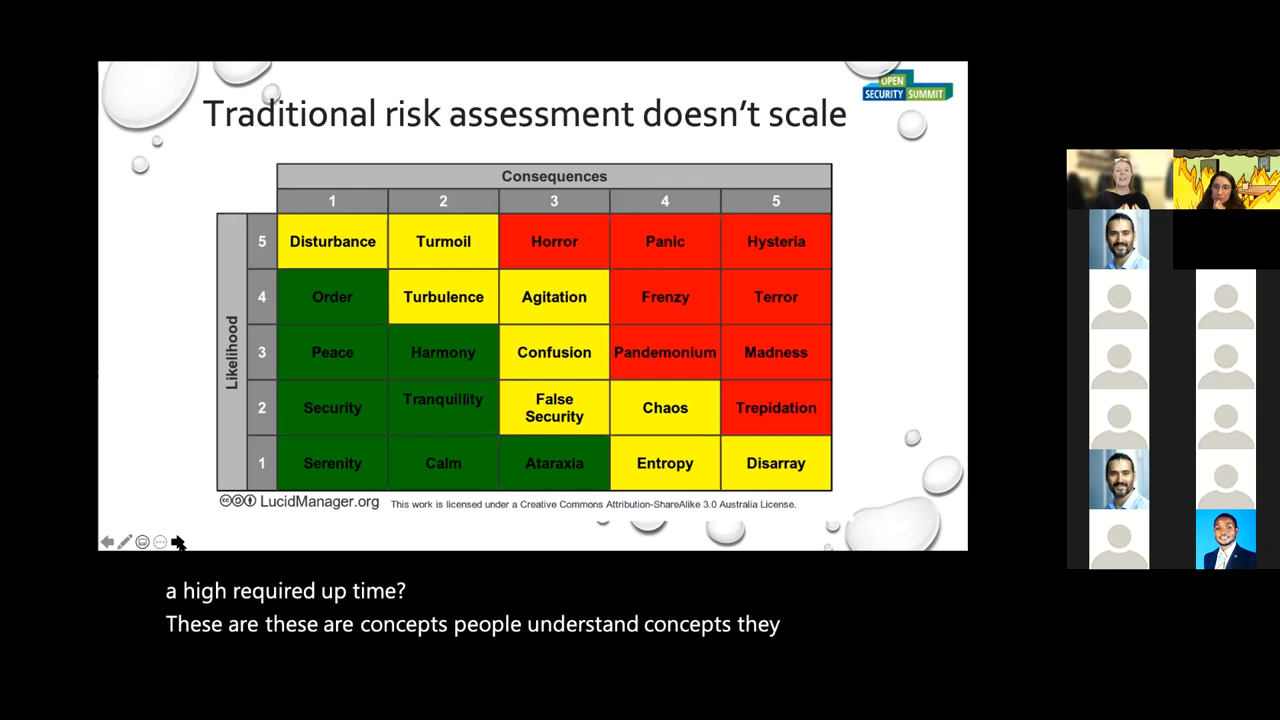 OPEN
SECURITY SUMMIT
Traditional risk assessment doesn't scale
Consequences
1 2 3 4 5
Likelihood
5 Disturbance Turmoil Horror Panic Hysteria
4 Order Turbulence Agitation Frenzy Terror
3 Peace Harmony Confusion Pandemonium Madness
2 Security Tranquillity False Security Chaos Trepidation
1 Serenity Calm Ataraxia Entropy Disarray
LucidManager.org This work is licensed under a Creative Commons Attribution-ShareAlike 3.0 Australia License.
a high required up time?
These are these are concepts people understand concepts they